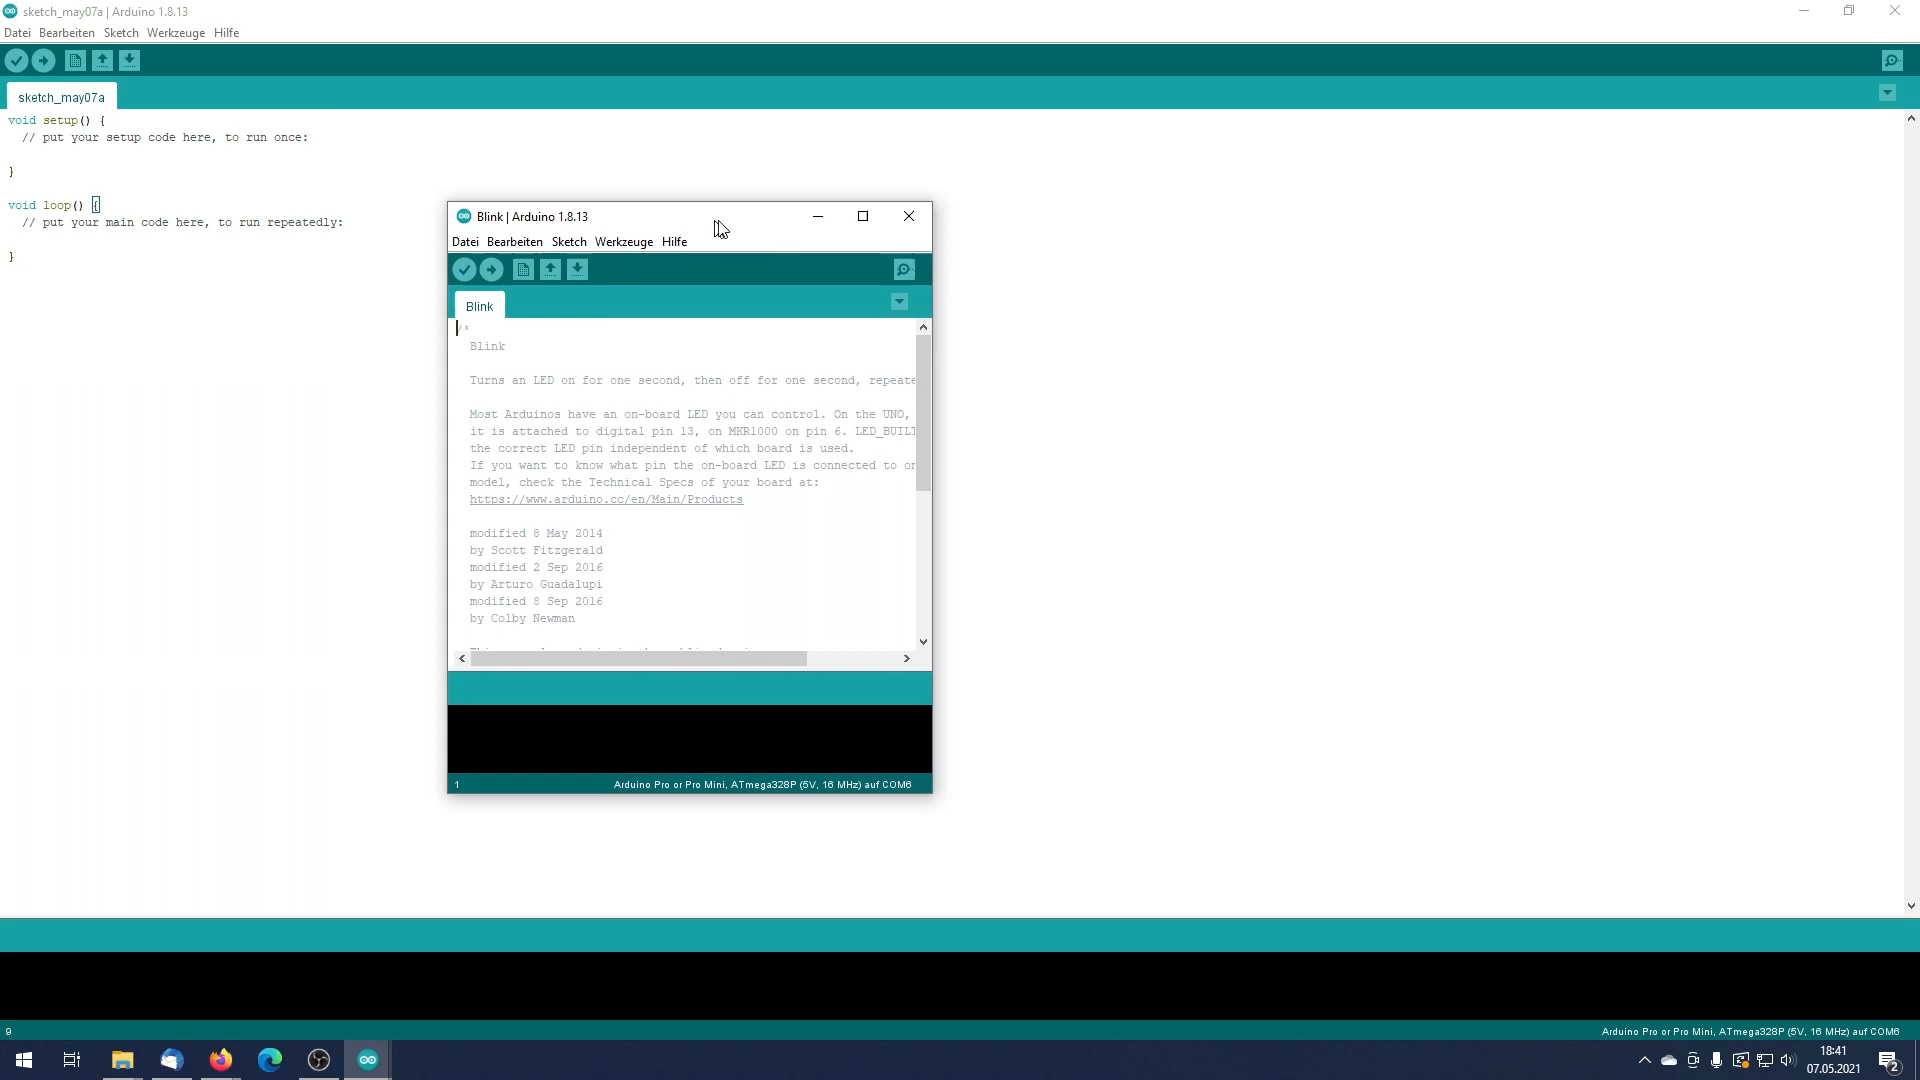 sketch_may07a | Arduino 1.8.13
Datei Bearbeiten Sketch Werkzeuge Hilfe
sketch_may07a
void setup() {
// put your setup code here, to run once:
}
void loop() {
// put your main code here, to run repeatedly:
}
Blink | Arduino 1.8.13
Datei Bearbeiten Sketch Werkzeuge Hilfe
Blink
/*
Blink
Turns an LED on for one second, then off for one second, repeate
Most Arduinos have an on-board LED you can control. On the UNO,
it is attached to digital pin 13, on MKR1000 on pin 6. LED_BUILT
the correct LED pin independent of which board is used.
If you want to know what pin the on-board LED is connected to on
model, check the Technical Specs of your board at:
https://www.arduino.cc/en/Main/Products
modified 8 May 2014
by Scott Fitzgerald
modified 2 Sep 2016
by Arturo Guadalupi
modified 8 Sep 2016
by Colby Newman
1
Arduino Pro or Pro Mini, ATmega328P (5V, 16 MHz) auf COM6
9
Arduino Pro or Pro Mini, ATmega328P (5V, 16 MHz) auf COM6
18:41
07.05.2021
2